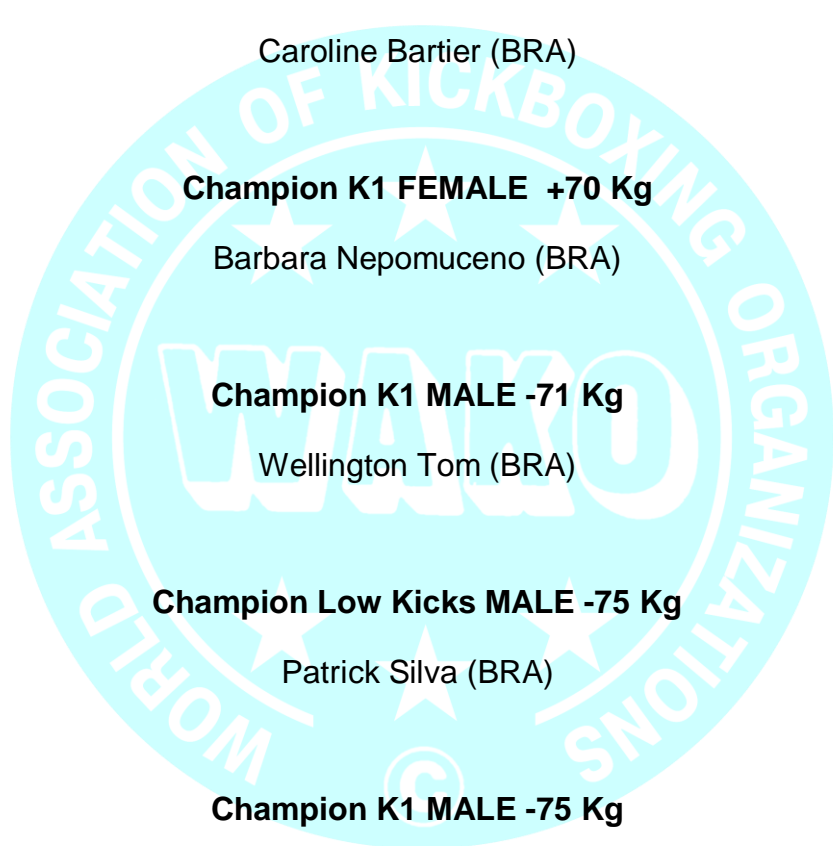 Caroline Bartier (BRA)
Champion K1 FEMALE +70 Kg
Barbara Nepomuceno (BRA)
Champion K1 MALE -71 Kg
Wellington Tom (BRA)
Champion Low Kicks MALE -75 Kg
Patrick Silva (BRA)
Champion K1 MALE -75 Kg
WORLD ASSOCIATION OF KICKBOXING ORGANIZATIONS
WAKO
©